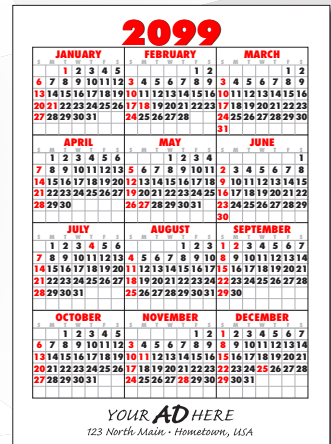 2099
JANUARY
S M T W T F S
1 2 3 4 5
6 7 8 9 10 11 12
13 14 15 16 17 18 19
20 21 22 23 24 25 26
27 28 29 30 31
FEBRUARY
S M T W T F S
1 2
3 4 5 6 7 8 9
10 11 12 13 14 15 16
17 18 19 20 21 22 23
24 25 26 27 28
MARCH
S M T W T F S
1 2
3 4 5 6 7 8 9
10 11 12 13 14 15 16
17 18 19 20 21 22 23
24 25 26 27 28 29 30
31
APRIL
S M T W T F S
1 2 3 4 5 6
7 8 9 10 11 12 13
14 15 16 17 18 19 20
21 22 23 24 25 26 27
28 29 30
MAY
S M T W T F S
1 2 3 4
5 6 7 8 9 10 11
12 13 14 15 16 17 18
19 20 21 22 23 24 25
26 27 28 29 30 31
JUNE
S M T W T F S
1
2 3 4 5 6 7 8
9 10 11 12 13 14 15
16 17 18 19 20 21 22
23 24 25 26 27 28 29
30
JULY
S M T W T F S
1 2 3 4 5 6
7 8 9 10 11 12 13
14 15 16 17 18 19 20
21 22 23 24 25 26 27
28 29 30 31
AUGUST
S M T W T F S
1 2 3
4 5 6 7 8 9 10
11 12 13 14 15 16 17
18 19 20 21 22 23 24
25 26 27 28 29 30 31
SEPTEMBER
S M T W T F S
1 2 3 4 5 6 7
8 9 10 11 12 13 14
15 16 17 18 19 20 21
22 23 24 25 26 27 28
29 30
OCTOBER
S M T W T F S
1 2 3 4 5
6 7 8 9 10 11 12
13 14 15 16 17 18 19
20 21 22 23 24 25 26
27 28 29 30 31
NOVEMBER
S M T W T F S
1 2
3 4 5 6 7 8 9
10 11 12 13 14 15 16
17 18 19 20 21 22 23
24 25 26 27 28 29 30
DECEMBER
S M T W T F S
1 2 3 4 5 6 7
8 9 10 11 12 13 14
15 16 17 18 19 20 21
22 23 24 25 26 27 28
29 30 31
YOUR AD HERE
123 North Main • Hometown, USA